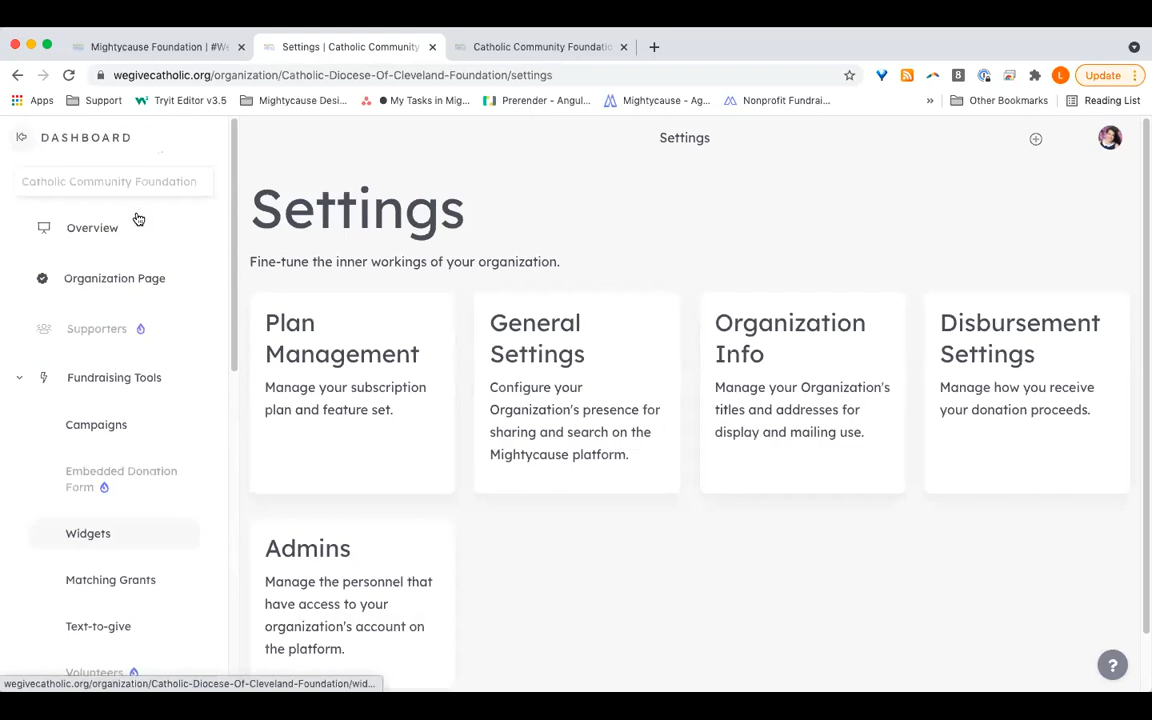 Mightycause Foundation | #We
Settings | Catholic Community
Catholic Community Foundatio
wegivecatholic.org/organization/Catholic-Diocese-Of-Cleveland-Foundation/settings
8
L
Update
Apps
Support
Tryit Editor v3.5
Mightycause Desi...
● My Tasks in Mig...
Prerender - Angul...
Mightycause - Ag...
Nonprofit Fundrai...
»
Other Bookmarks
Reading List
DASHBOARD
Settings
Catholic Community Foundation
Overview
Organization Page
Supporters
Fundraising Tools
Campaigns
Embedded Donation
Form
Widgets
Matching Grants
Text-to-give
Volunteers
Settings
Fine-tune the inner workings of your organization.
Plan
Management
Manage your subscription
plan and feature set.
General
Settings
Configure your
Organization's presence for
sharing and search on the
Mightycause platform.
Organization
Info
Manage your Organization's
titles and addresses for
display and mailing use.
Disbursement
Settings
Manage how you receive
your donation proceeds.
Admins
Manage the personnel that
have access to your
organization's account on
the platform.
?
wegivecatholic.org/organization/Catholic-Diocese-Of-Cleveland-Foundation/wid...